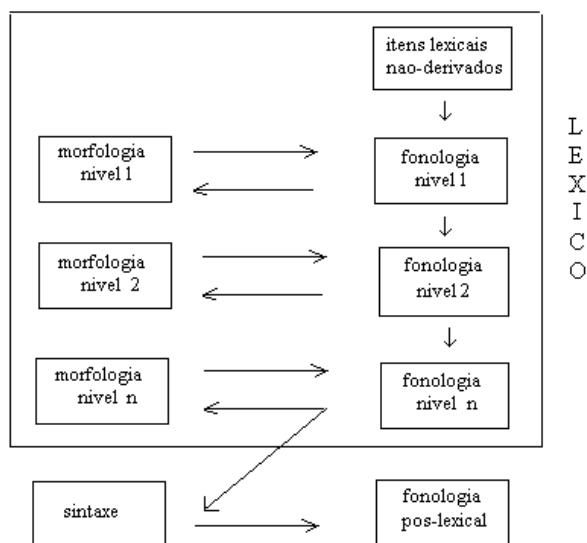 itens lexicais
nao-derivados
morfologia
nivel 1
fonologia
nivel 1
morfologia
nivel 2
fonologia
nivel 2
morfologia
nivel n
fonologia
nivel n
L
E
X
I
C
O
sintaxe
fonologia
pos-lexical